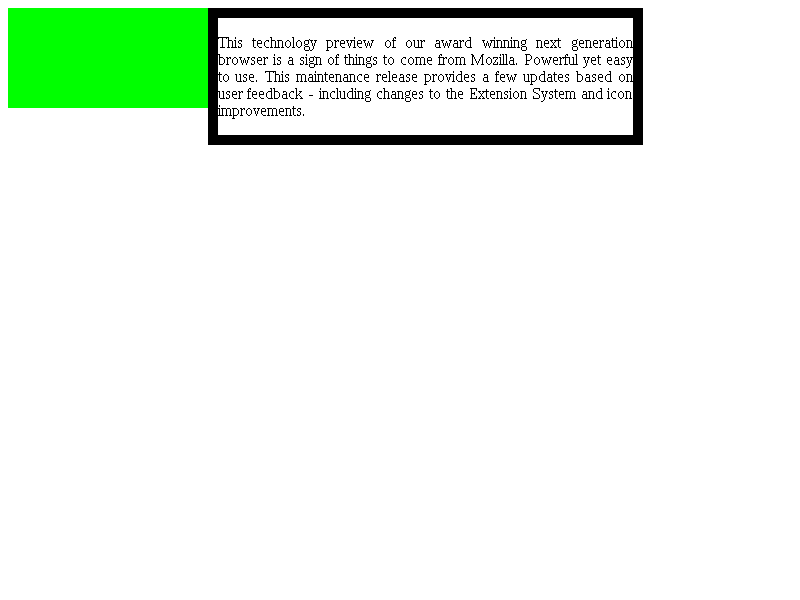 This technology preview of our award winning next generation
browser is a sign of things to come from Mozilla. Powerful yet easy
to use. This maintenance release provides a few updates based on
user feedback - including changes to the Extension System and icon
improvements.